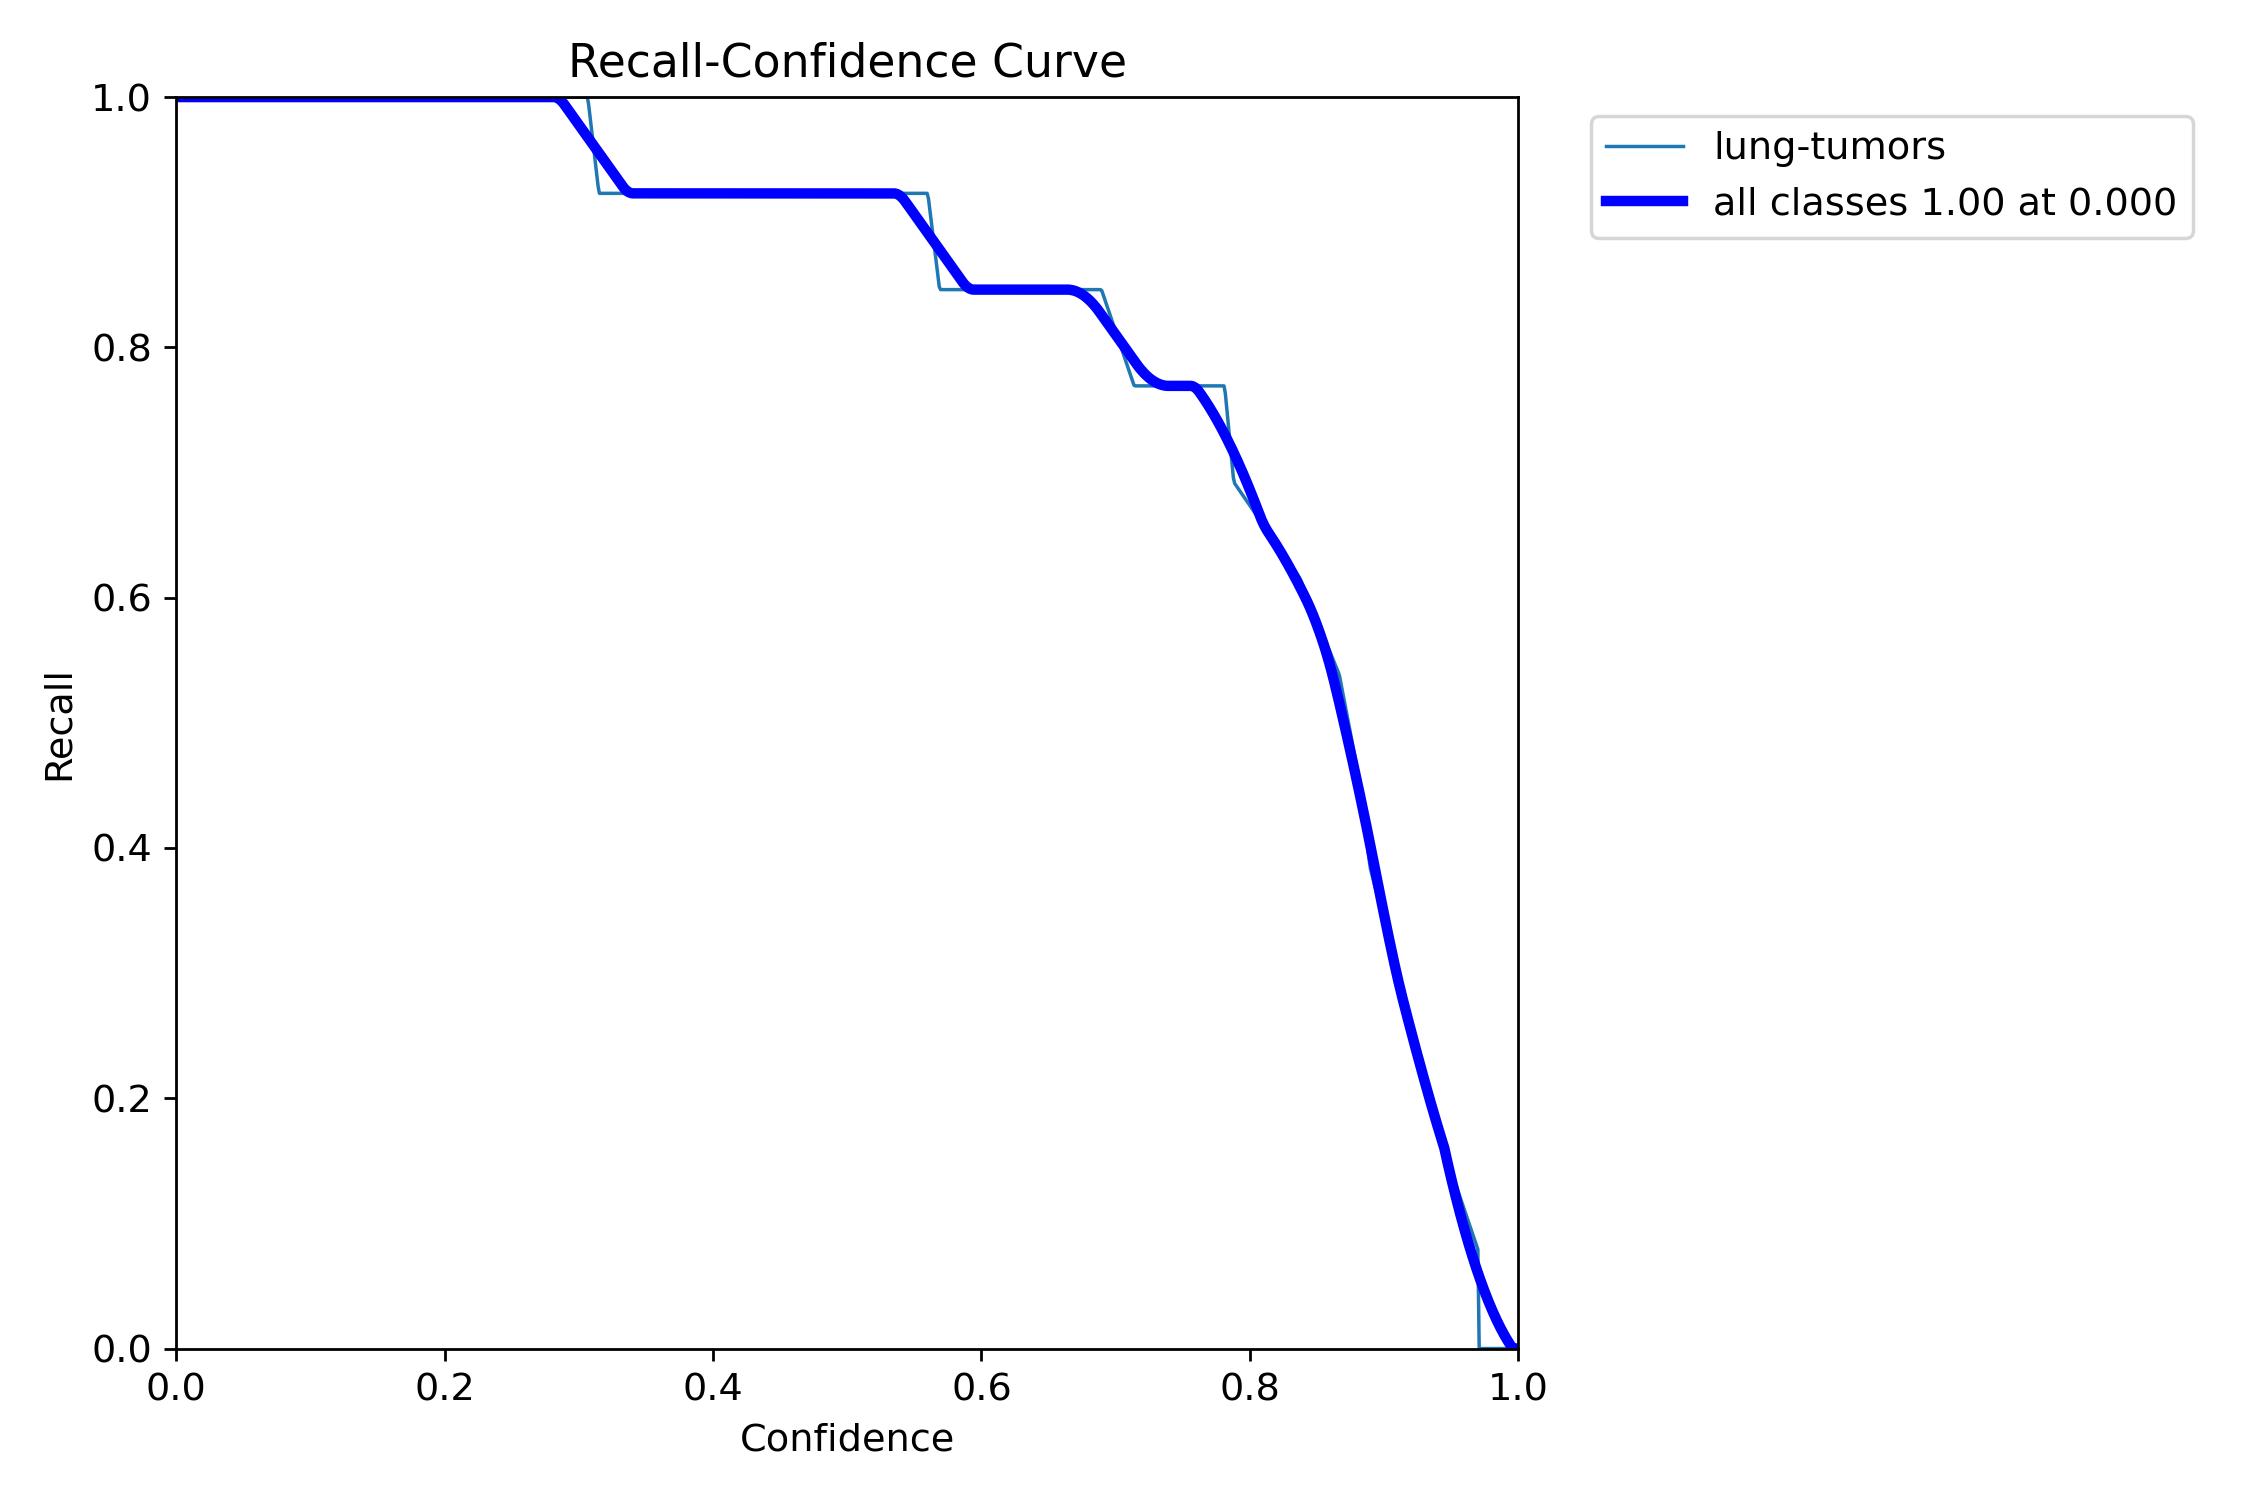 Recall-Confidence Curve
1.0
0.8
0.6
0.4
0.2
0.0
Recall
0.0 0.2 0.4 0.6 0.8 1.0
Confidence
lung-tumors
all classes 1.00 at 0.000